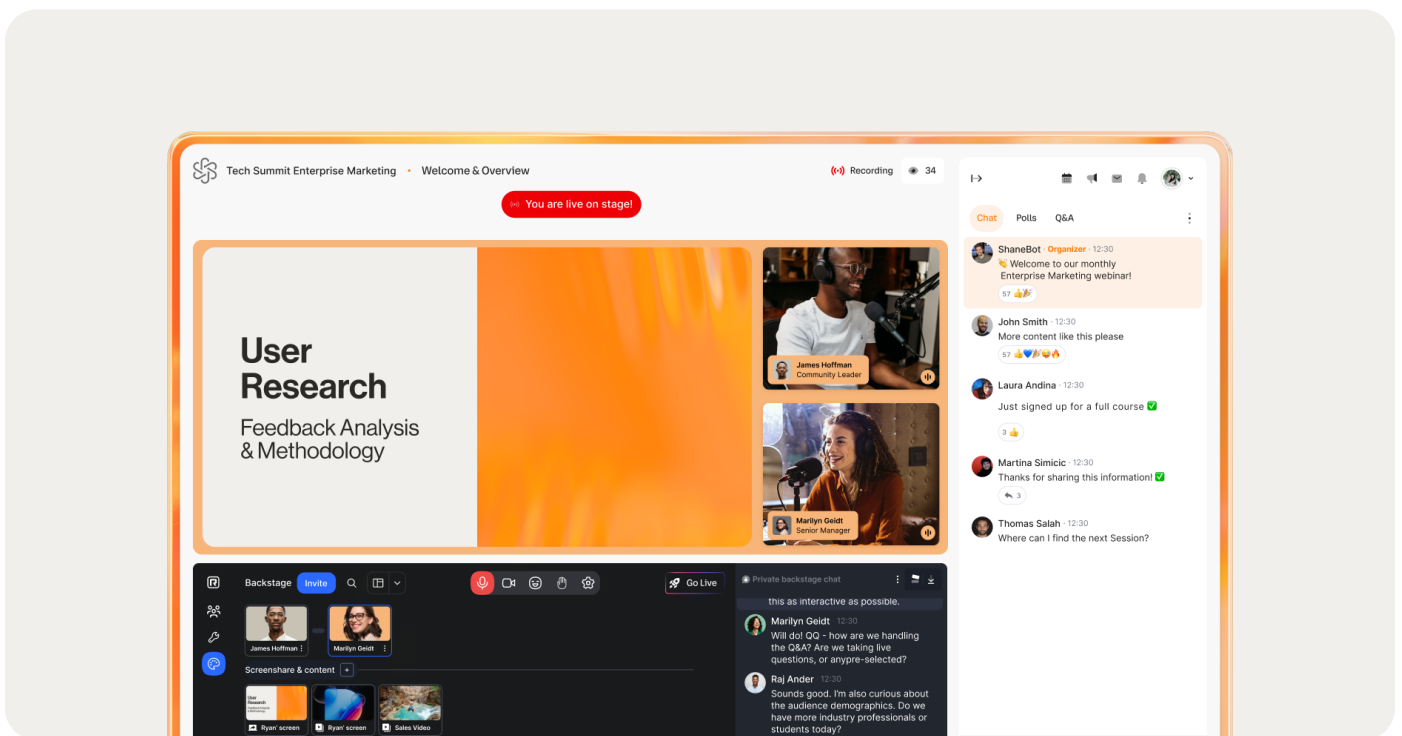 Tech Summit Enterprise Marketing • Welcome & Overview
Recording 34
You are live on stage!
User
Research
Feedback Analysis
& Methodology
James Hoffman
Community Leader
Marilyn Geidt
Senior Manager
Chat Polls Q&A
ShaneBot · Organizer · 12:30
👏 Welcome to our monthly
Enterprise Marketing webinar!
57 👍🎉
John Smith · 12:30
More content like this please
57 👍💙🎉😄🔥
Laura Andina · 12:30
Just signed up for a full course ✅
3 👍
Martina Simicic · 12:30
Thanks for sharing this information! ✅
3
Thomas Salah · 12:30
Where can I find the next Session?
Backstage Invite
Go Live
James Hoffman
Marilyn Geidt
Screenshare & content +
User
Research
Feedback Analysis
& Methodology
Ryan' screen
Ryan' screen
Sales Video
Private backstage chat
this as interactive as possible.
Marilyn Geidt 12:30
Will do! QQ - how are we handling
the Q&A? Are we taking live
questions, or anypre-selected?
Raj Ander 12:30
Sounds good. I'm also curious about
the audience demographics. Do we
have more industry professionals or
students today?